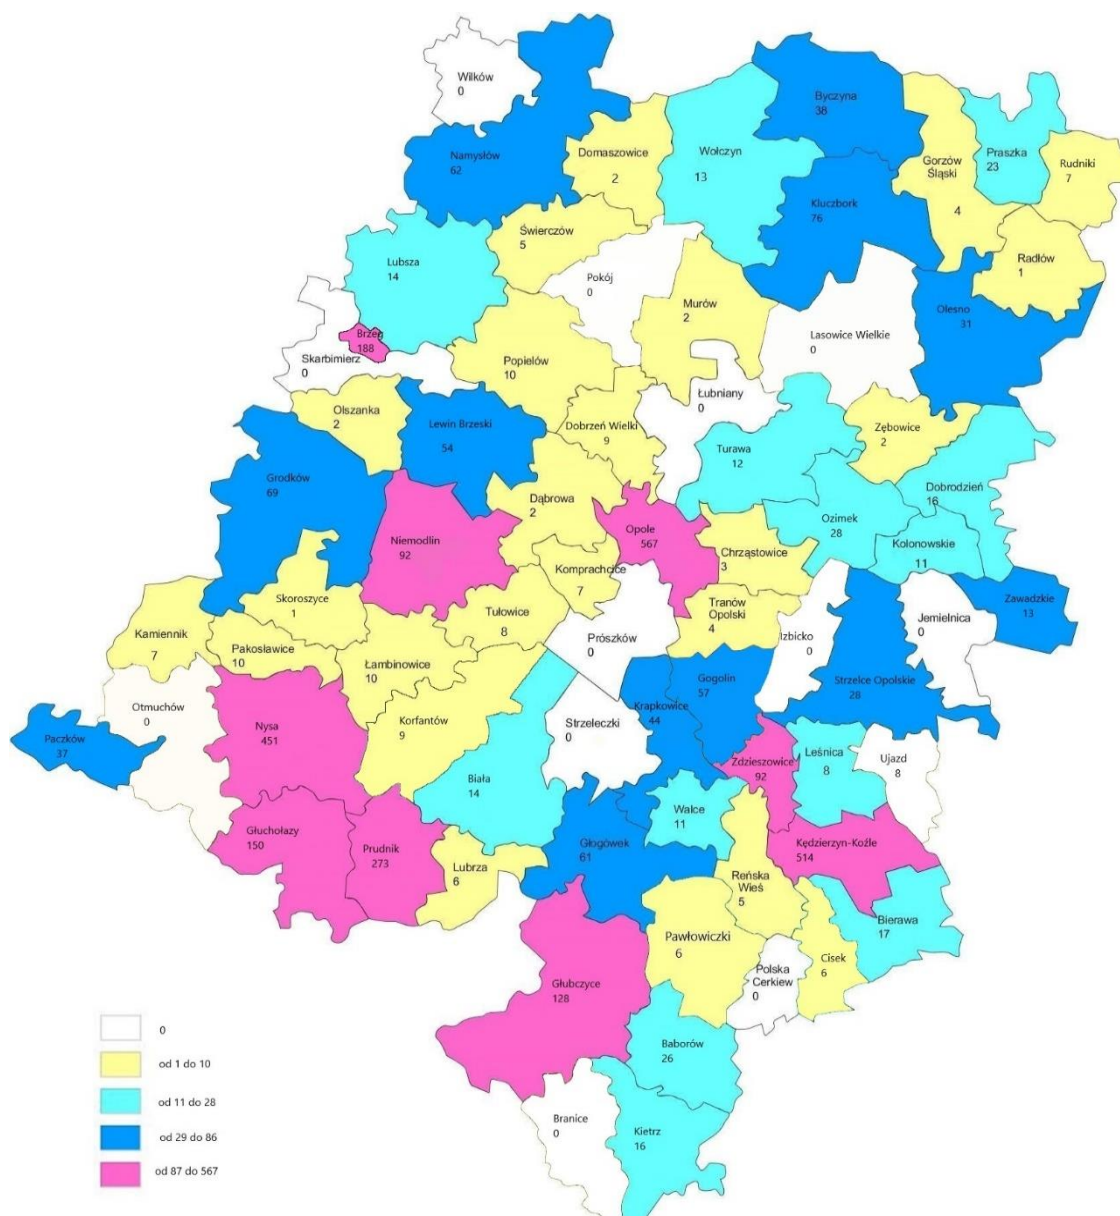 Wilków
0
Namysłów
62
Domaszowice
2
Wołczyn
13
Byczyna
38
Gorzów
Śląski
4
Praszka
23
Rudniki
7
Kluczbork
76
Radłów
1
Świerczów
5
Lubsza
14
Pokój
0
Murów
2
Lasowice Wielkie
0
Olesno
31
Brzeg
188
Skarbimierz
0
Popielów
10
Łubniany
0
Olszanka
2
Lewin Brzeski
54
Dobrzeń Wielki
9
Turawa
12
Zębowice
2
Grodków
69
Dąbrowa
2
Dobrodzień
16
Niemodlin
92
Opole
567
Ozimek
28
Chrząstowice
3
Kolonowskie
11
Komprachcice
7
Skoroszyce
1
Tułowice
8
Tranów
Opolski
4
Zawadzkie
13
Kamiennik
7
Pakosławice
10
Łambinowice
10
Prószków
0
Izbicko
0
Jemielnica
0
Otmuchów
0
Gogolin
57
Strzelce Opolskie
28
Krapkowice
44
Nysa
451
Korfantów
9
Strzeleczki
0
Paczków
37
Biała
14
Zdzieszowice
92
Leśnica
8
Ujazd
8
Głuchołazy
150
Prudnik
273
Lubrza
6
Głogówek
61
Walce
11
Kędzierzyn-Koźle
514
Reńska
Wieś
5
Bierawa
17
Pawłowiczki
6
Cisek
6
Polska
Cerkiew
0
Głubczyce
128
Baborów
26
Branice
0
Kietrz
16
0
od 1 do 10
od 11 do 28
od 29 do 86
od 87 do 567